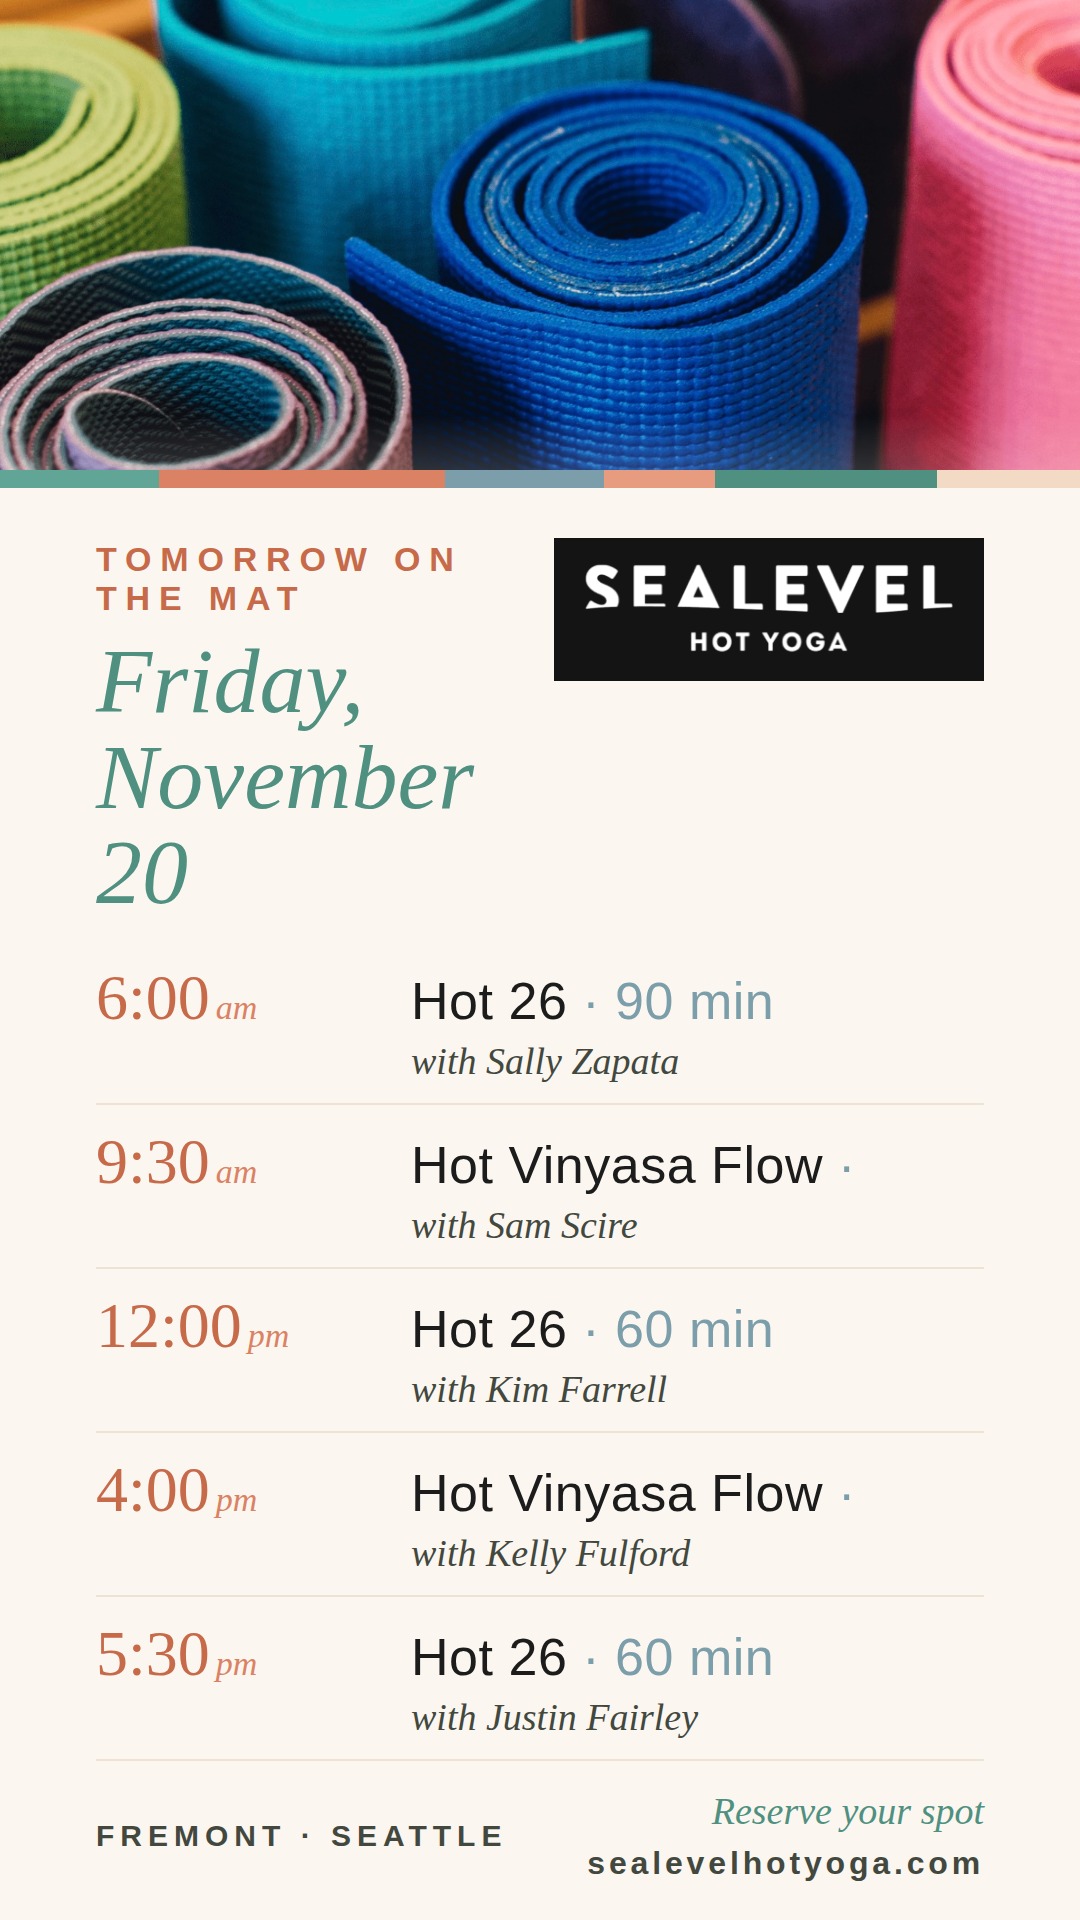 TOMORROW ON
THE MAT
SEALEVEL
HOT YOGA
Friday,
November
20
6:00 am
Hot 26 · 90 min
with Sally Zapata
9:30 am
Hot Vinyasa Flow ·
with Sam Scire
12:00 pm
Hot 26 · 60 min
with Kim Farrell
4:00 pm
Hot Vinyasa Flow ·
with Kelly Fulford
5:30 pm
Hot 26 · 60 min
with Justin Fairley
FREMONT · SEATTLE
Reserve your spot
sealevelhotyoga.com